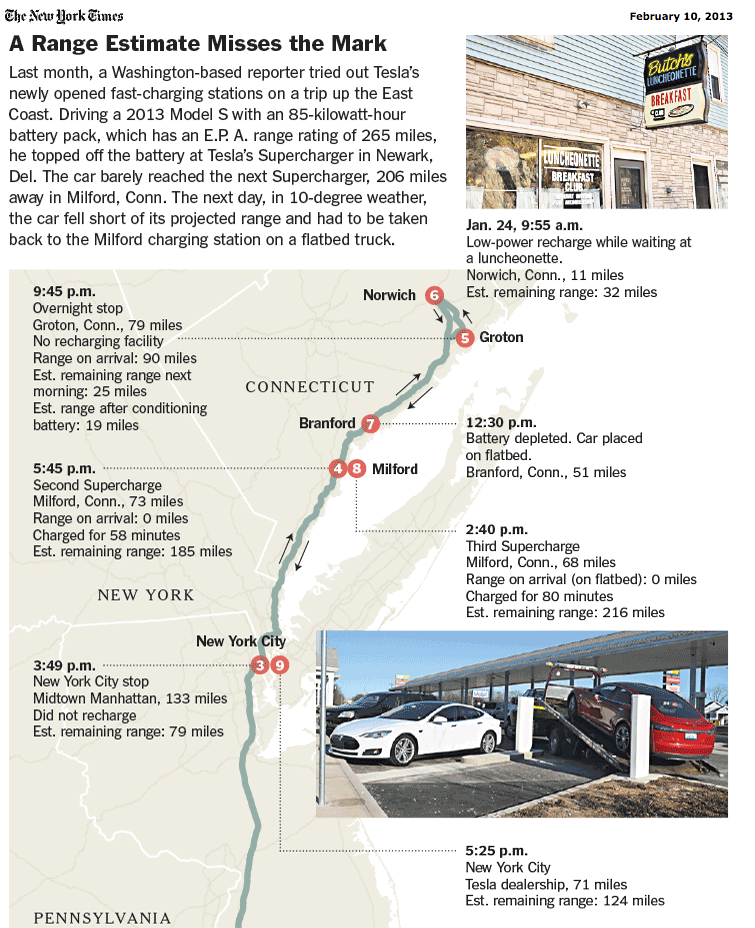 The New York Times
February 10, 2013
A Range Estimate Misses the Mark
Last month, a Washington-based reporter tried out Tesla's
newly opened fast-charging stations on a trip up the East
Coast. Driving a 2013 Model S with an 85-kilowatt-hour
battery pack, which has an E.P. A. range rating of 265 miles,
he topped off the battery at Tesla's Supercharger in Newark,
Del. The car barely reached the next Supercharger, 206 miles
away in Milford, Conn. The next day, in 10-degree weather,
the car fell short of its projected range and had to be taken
back to the Milford charging station on a flatbed truck.
Butch's
LUNCHEONETTE
BREAKFAST
CLUB
LUNCHEONETTE
BREAKFAST
CLUB
Jan. 24, 9:55 a.m.
Low-power recharge while waiting at
a luncheonette.
Norwich, Conn., 11 miles
Est. remaining range: 32 miles
9:45 p.m.
Overnight stop
Groton, Conn., 79 miles
No recharging facility
Range on arrival: 90 miles
Est. remaining range next
morning: 25 miles
Est. range after conditioning
battery: 19 miles
Norwich 6
5 Groton
CONNECTICUT
Branford 7
12:30 p.m.
Battery depleted. Car placed
on flatbed.
Branford, Conn., 51 miles
5:45 p.m.
Second Supercharge
Milford, Conn., 73 miles
Range on arrival: 0 miles
Charged for 58 minutes
Est. remaining range: 185 miles
4 8 Milford
2:40 p.m.
Third Supercharge
Milford, Conn., 68 miles
Range on arrival (on flatbed): 0 miles
Charged for 80 minutes
Est. remaining range: 216 miles
NEW YORK
New York City
3 9
3:49 p.m.
New York City stop
Midtown Manhattan, 133 miles
Did not recharge
Est. remaining range: 79 miles
5:25 p.m.
New York City
Tesla dealership, 71 miles
Est. remaining range: 124 miles
PENNSYLVANIA